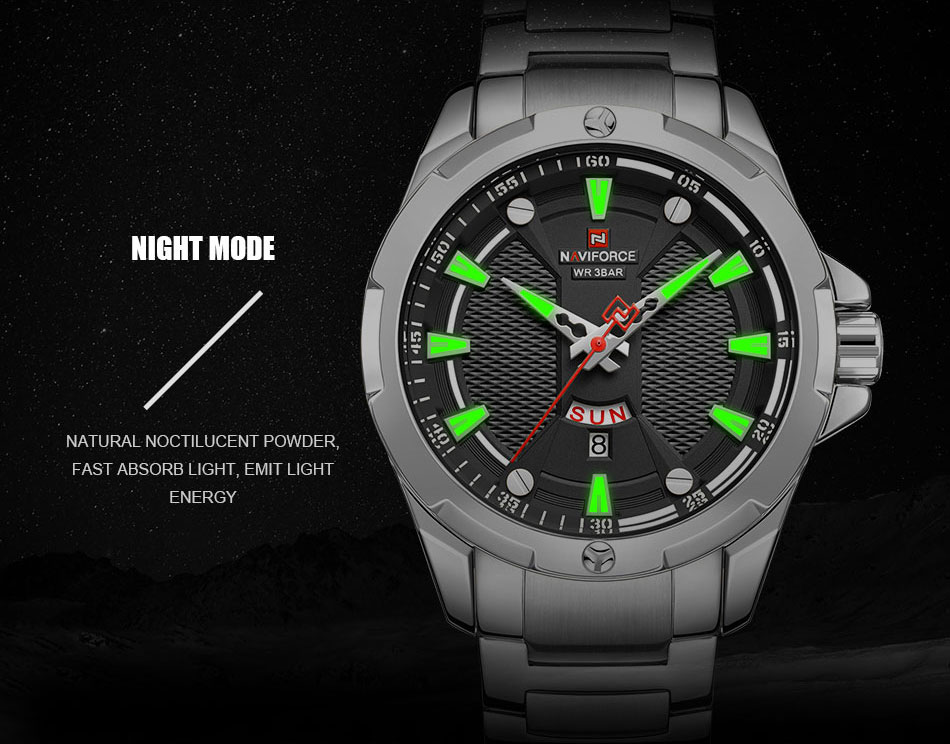 NIGHT MODE
NATURAL NOCTILUCENT POWDER,
FAST ABSORB LIGHT, EMIT LIGHT
ENERGY
60
05
10
15
20
25
30
35
40
45
50
55
NAVIFORCE
WR 3BAR
SUN
8